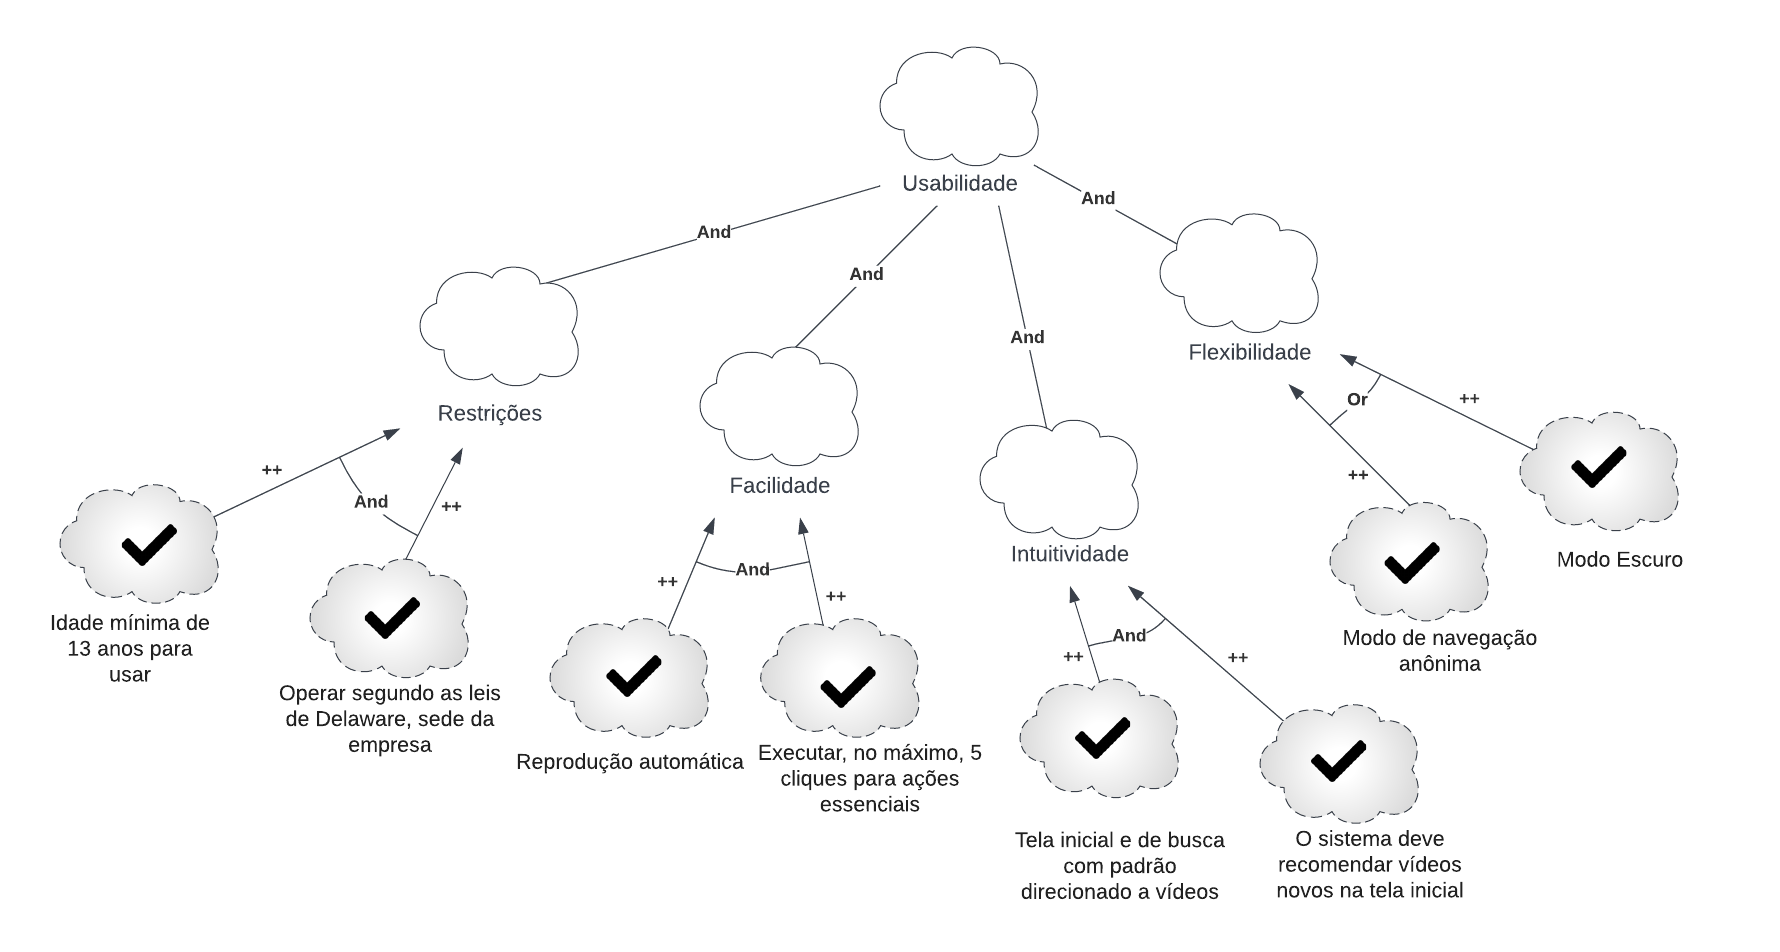 Usabilidade
And
And
And
And
Restrições
Facilidade
Intuitividade
Flexibilidade
++
And
++
Idade mínima de
13 anos para
usar
Operar segundo as leis
de Delaware, sede da
empresa
++
And
++
Reprodução automática
Executar, no máximo, 5
cliques para ações
essenciais
++
And
++
Tela inicial e de busca
com padrão
direcionado a vídeos
O sistema deve
recomendar vídeos
novos na tela inicial
Or
++
++
Modo de navegação
anônima
Modo Escuro